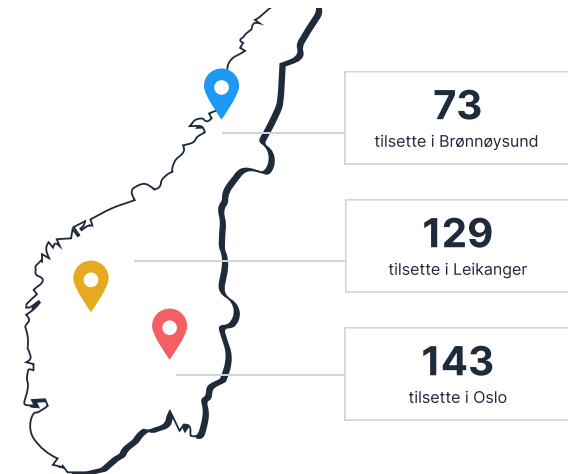 73
tilsette i Brønnøysund
129
tilsette i Leikanger
143
tilsette i Oslo